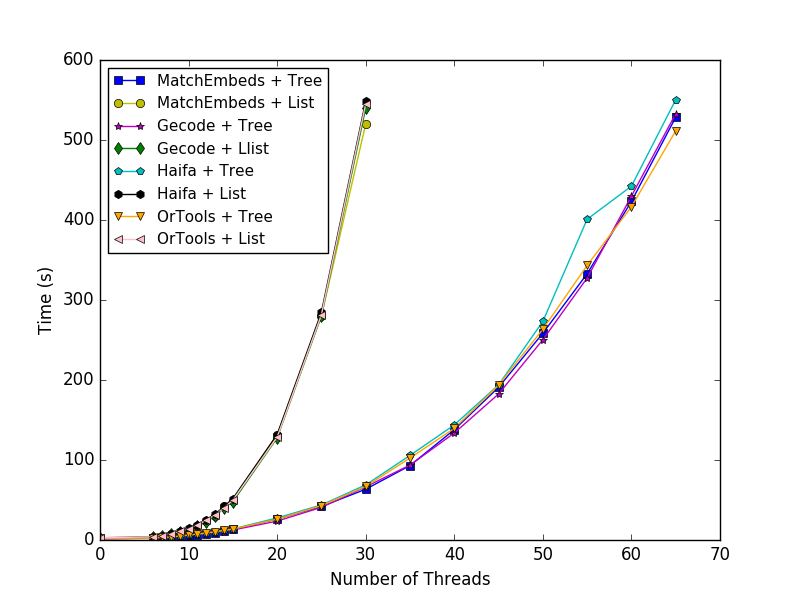 600
500
400
300
200
100
0
Time (s)
MatchEmbeds + Tree
MatchEmbeds + List
Gecode + Tree
Gecode + Llist
Haifa + Tree
Haifa + List
OrTools + Tree
OrTools + List
0 10 20 30 40 50 60 70
Number of Threads